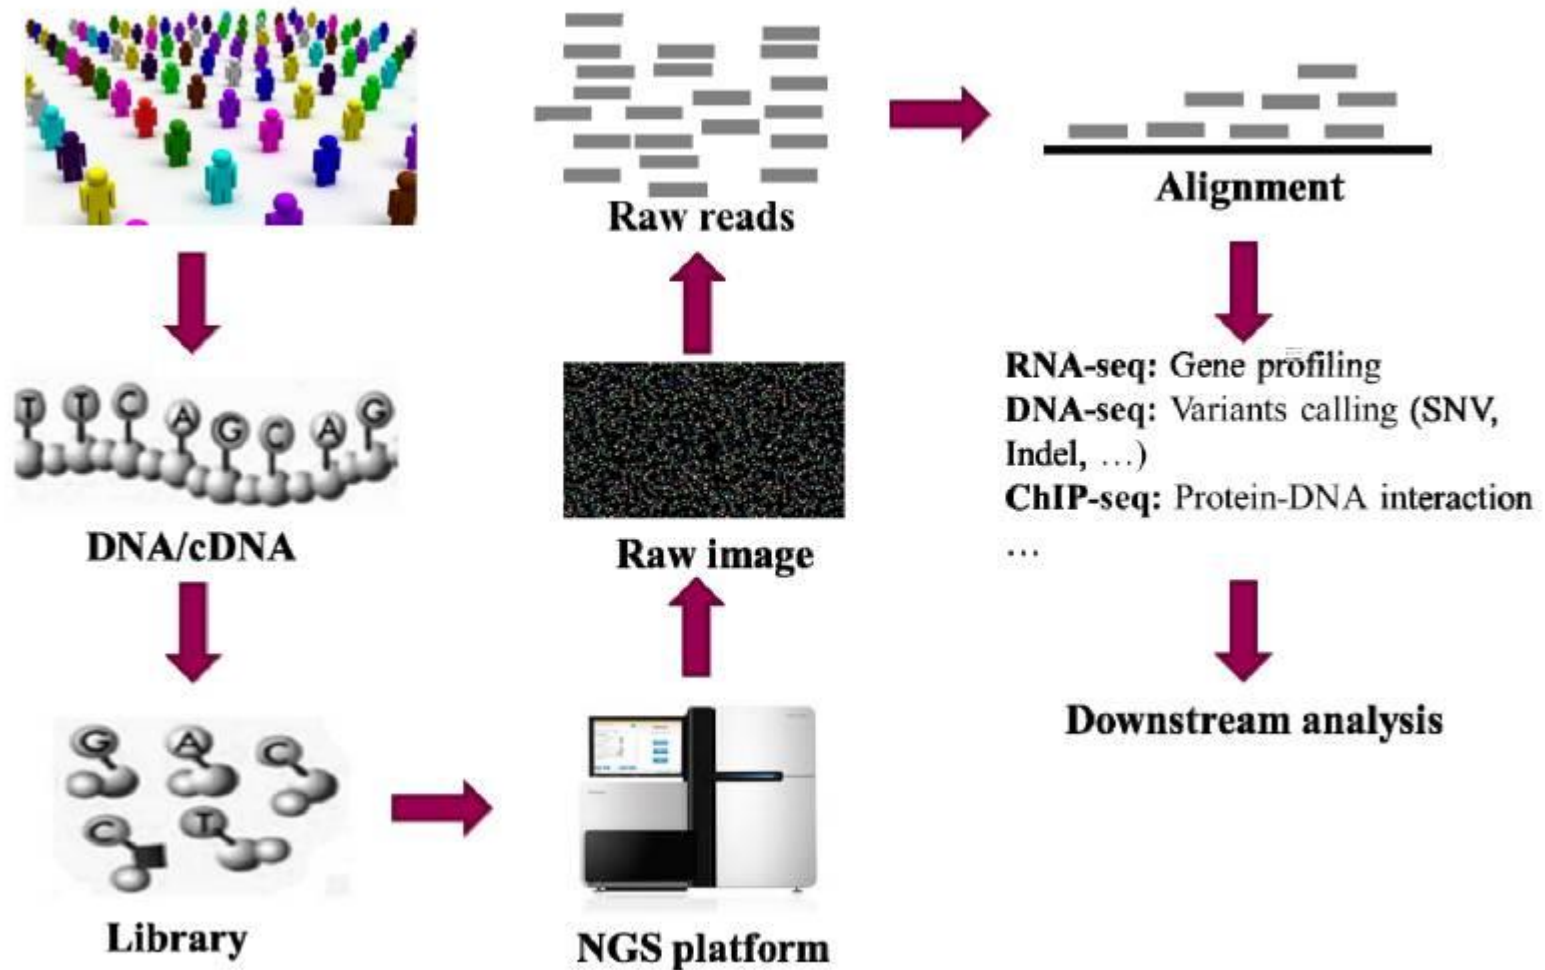 T T C A G C A G
DNA/cDNA
G A C
C T
Library
NGS platform
Raw image
Raw reads
Alignment
RNA-seq: Gene profiling
DNA-seq: Variants calling (SNV,
Indel, …)
ChIP-seq: Protein-DNA interaction
…
Downstream analysis